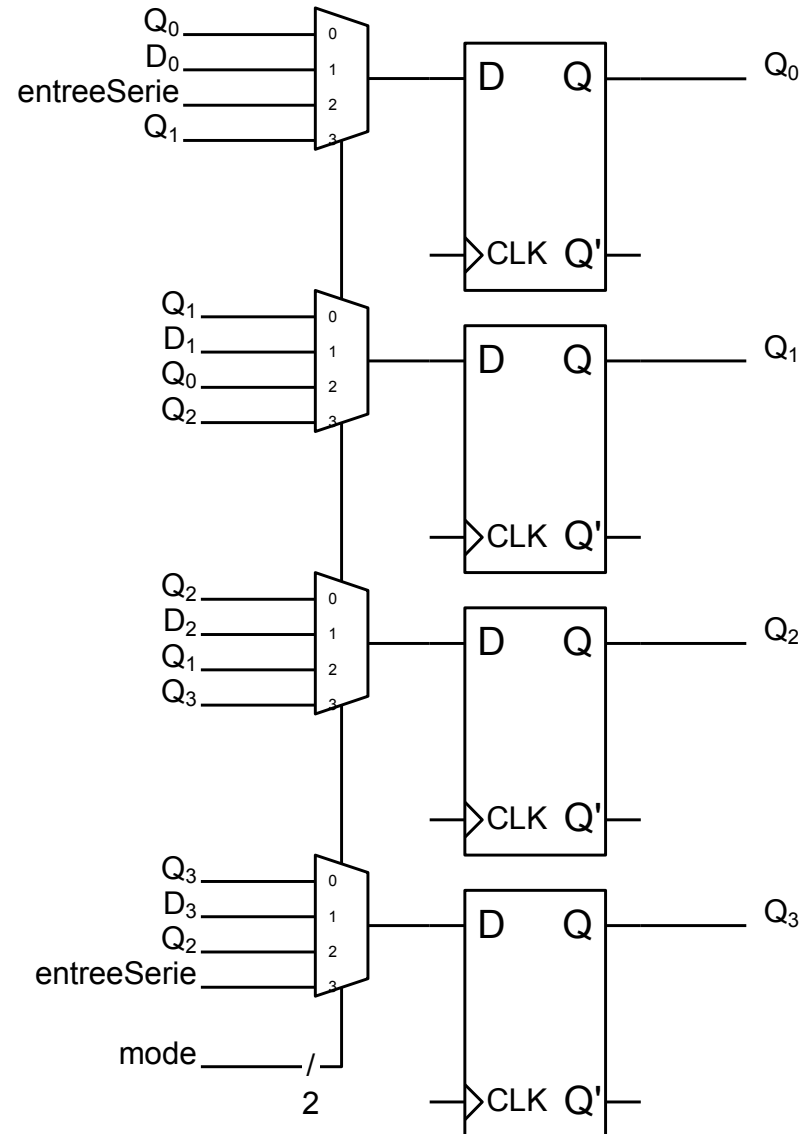 Q₀
D₀
entreeSerie
Q₁
0
1
2
3
D Q
CLK Q'
Q₀
Q₁
D₁
Q₀
Q₂
0
1
2
3
D Q
CLK Q'
Q₁
Q₂
D₂
Q₁
Q₃
0
1
2
3
D Q
CLK Q'
Q₂
Q₃
D₃
Q₂
entreeSerie
0
1
2
3
D Q
CLK Q'
Q₃
mode
/
2